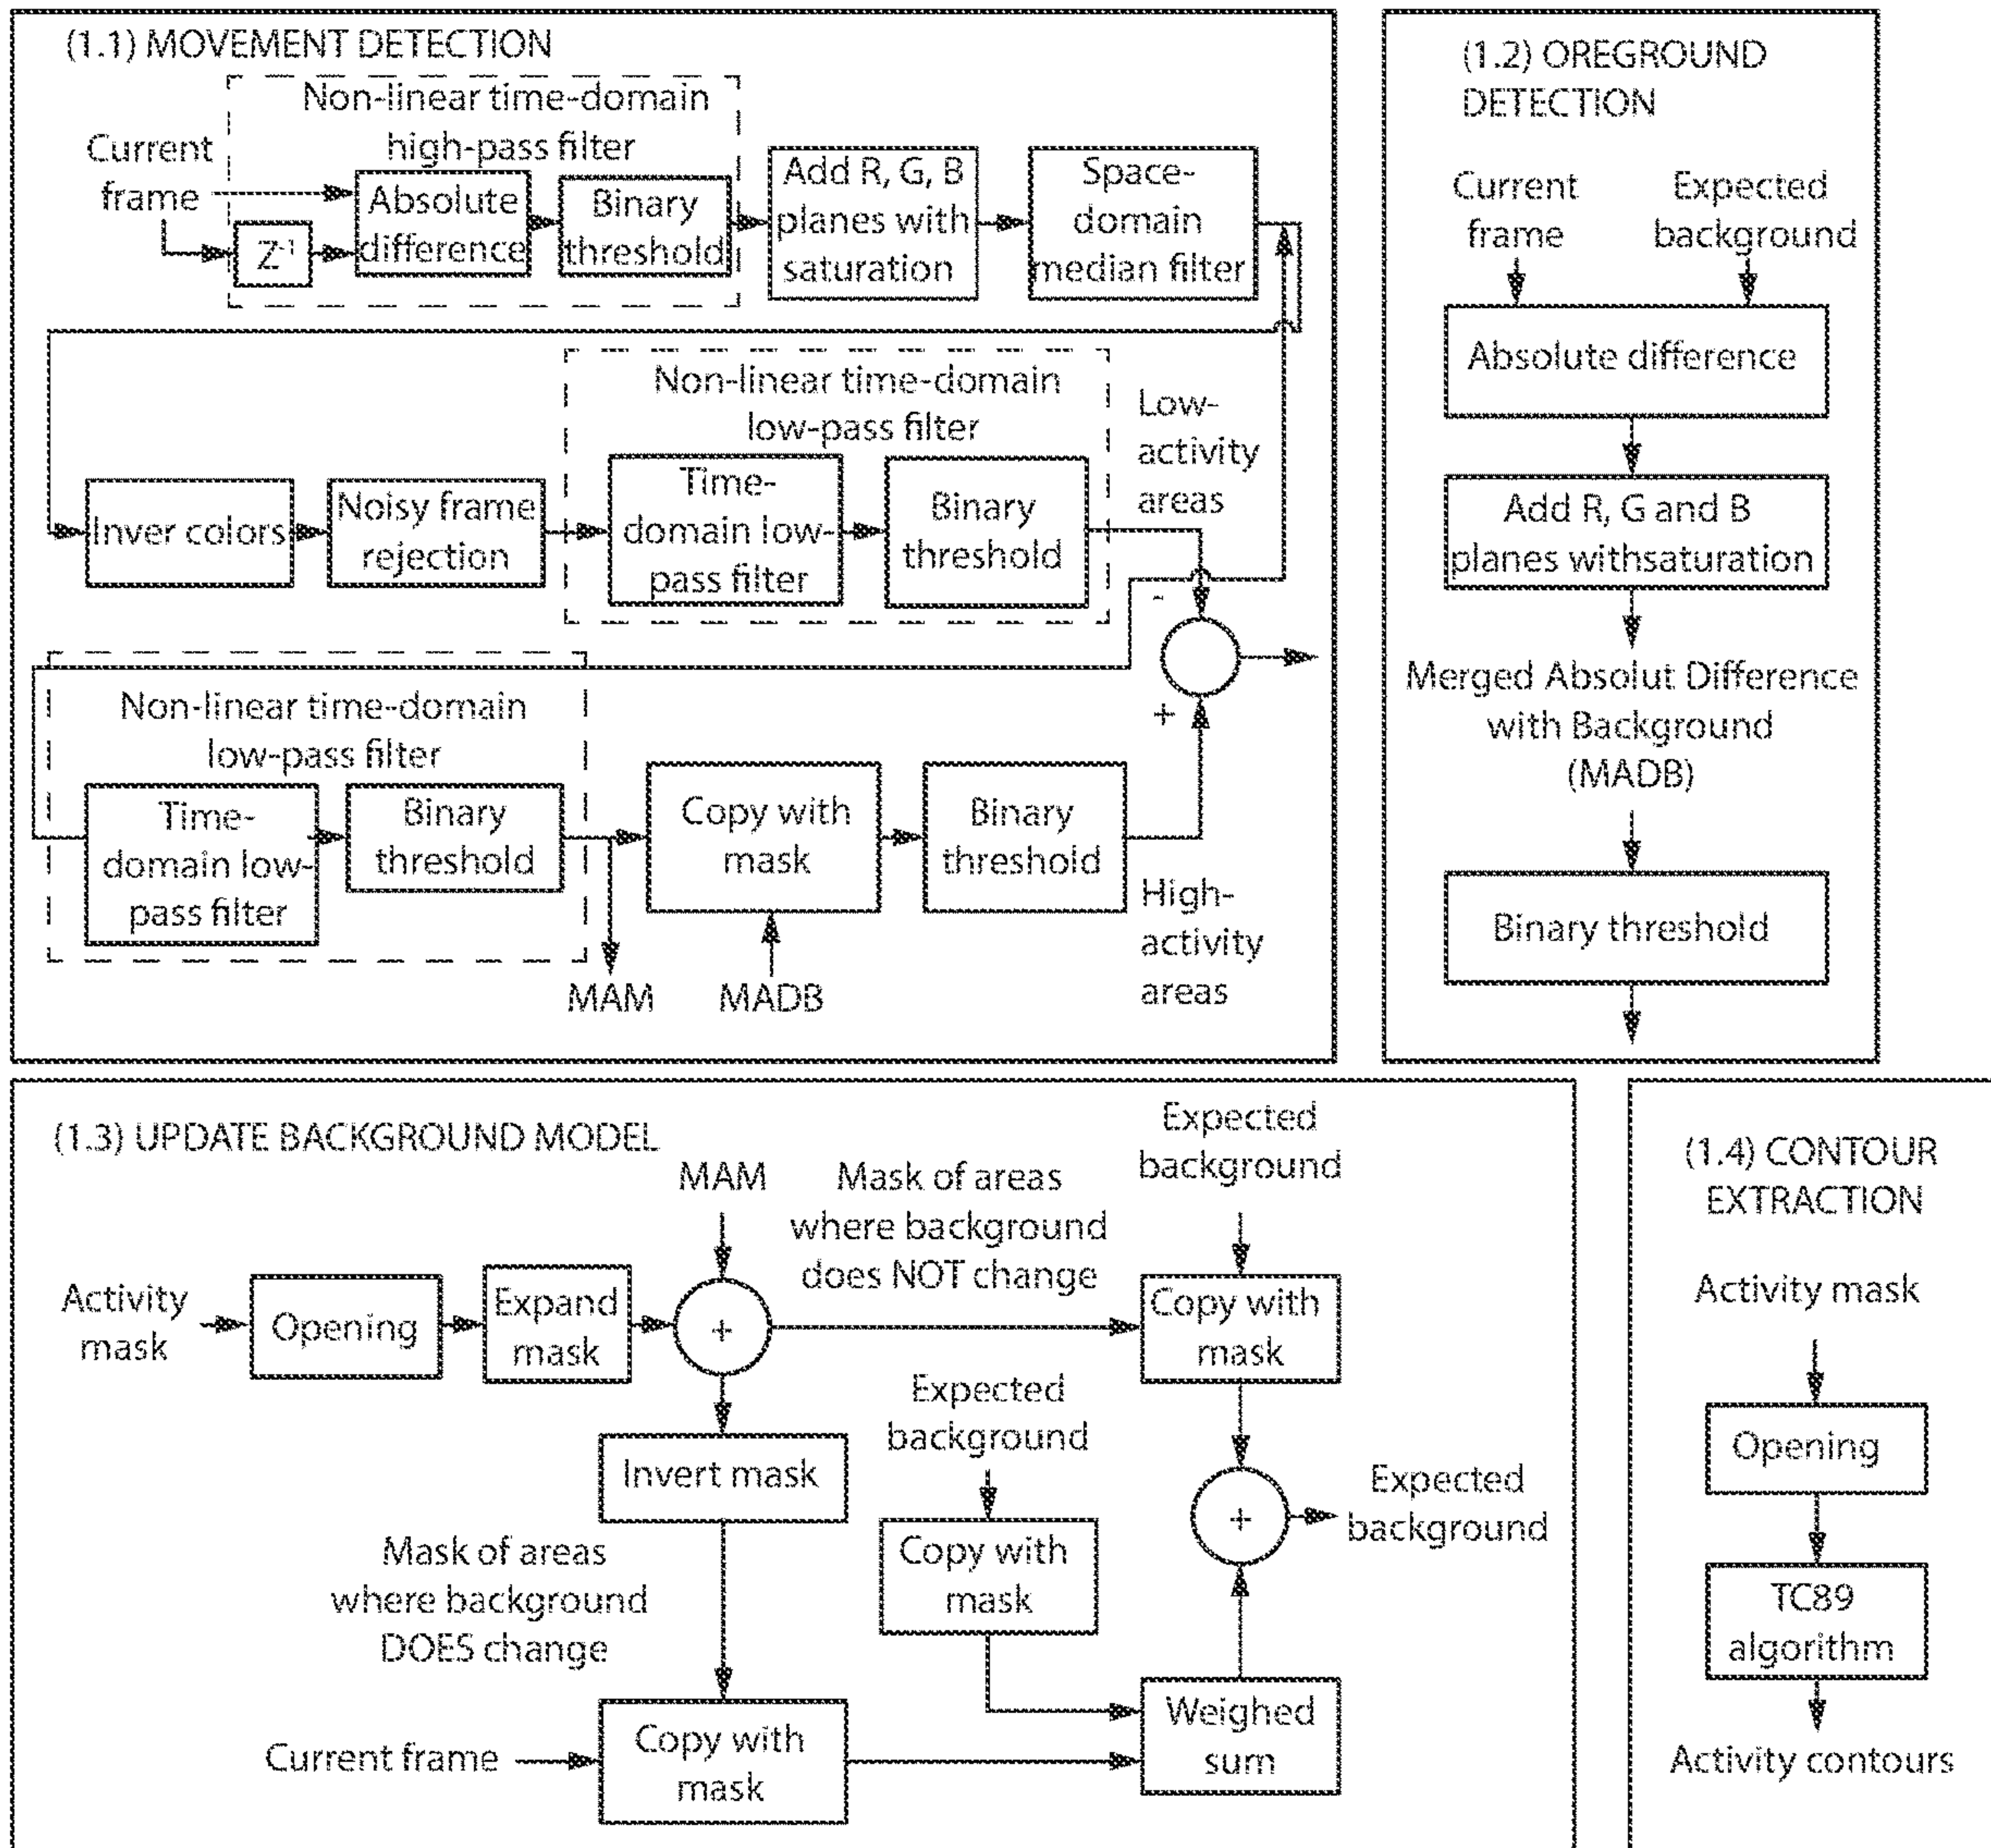 (1.1) MOVEMENT DETECTION
Non-linear time-domain
high-pass filter
Current
frame
Z-1
Absolute
difference
Binary
threshold
Add R, G, B
planes with
saturation
Space-
domain
median filter
Non-linear time-domain
low-pass filter
Low-
activity
areas
Inver colors
Noisy frame
rejection
Time-
domain low-
pass filter
Binary
threshold
-
+
Non-linear time-domain
low-pass filter
Time-
domain low-
pass filter
Binary
threshold
Copy with
mask
Binary
threshold
High-
activity
areas
MAM
MADB
(1.2) OREGROUND
DETECTION
Current
frame
Expected
background
Absolute difference
Add R, G and B
planes withsaturation
Merged Absolut Difference
with Background
(MADB)
Binary threshold
(1.3) UPDATE BACKGROUND MODEL
MAM
Mask of areas
where background
does NOT change
Expected
background
Activity
mask
Opening
Expand
mask
+
Copy with
mask
Expected
background
Invert mask
Copy with
mask
+
Expected
background
Mask of areas
where background
DOES change
Current frame
Copy with
mask
Weighed
sum
(1.4) CONTOUR
EXTRACTION
Activity mask
Opening
TC89
algorithm
Activity contours